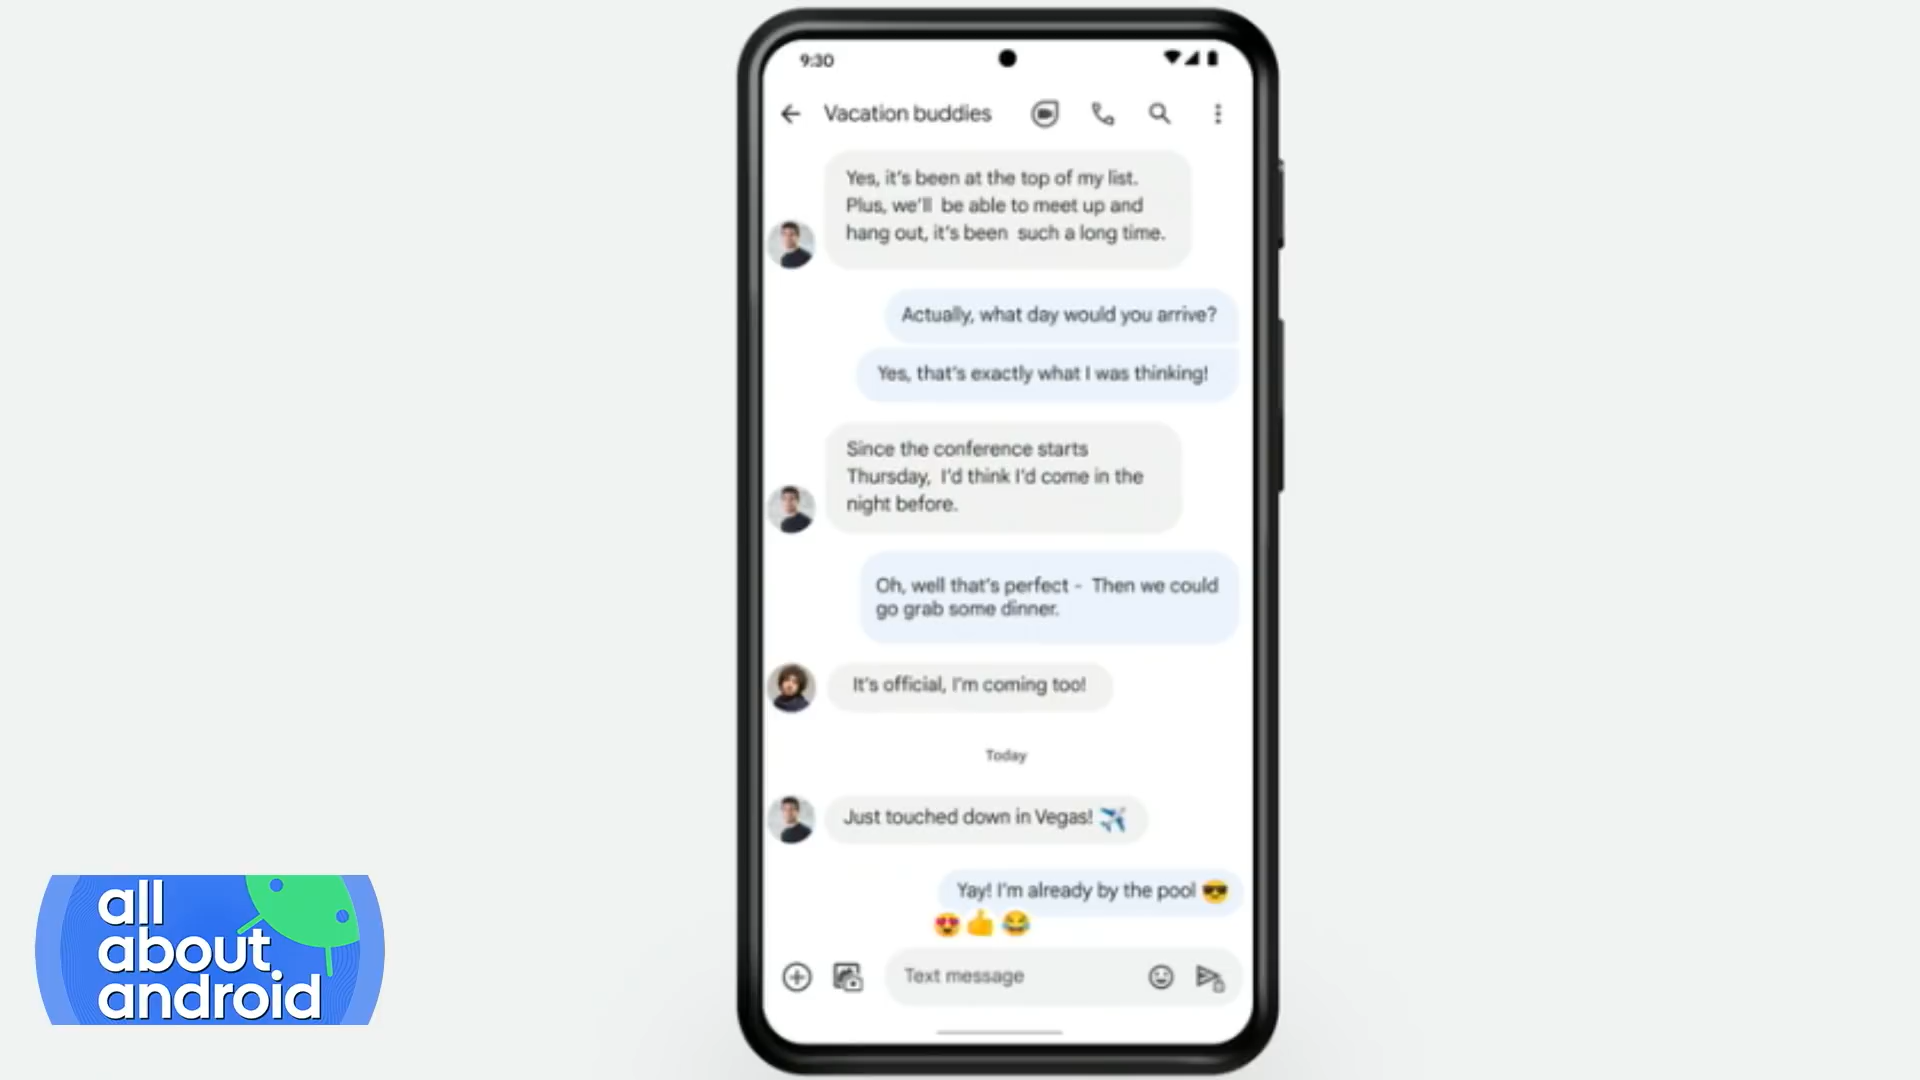 9:30
Vacation buddies
Yes, it's been at the top of my list.
Plus, we'll be able to meet up and
hang out, it's been such a long time.
Actually, what day would you arrive?
Yes, that's exactly what I was thinking!
Since the conference starts
Thursday, I'd think I'd come in the
night before.
Oh, well that's perfect - Then we could
go grab some dinner.
It's official, I'm coming too!
Today
Just touched down in Vegas! ✈️
Yay! I'm already by the pool 😎
😍👍😂
Text message
all
about
android